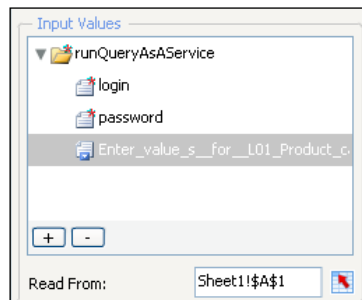 Input Values
runQueryAsAService
login
password
Enter_value_s__for__L01_Product_c
+ -
Read From: Sheet1!$A$1